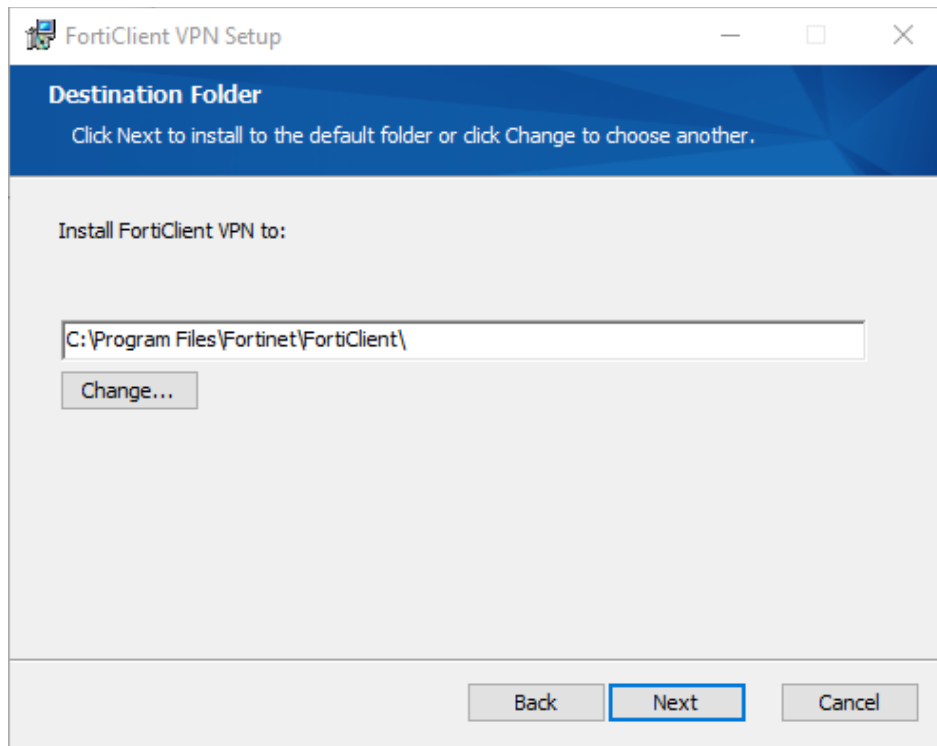 FortiClient VPN Setup
Destination Folder
Click Next to install to the default folder or click Change to choose another.
Install FortiClient VPN to:
C:\Program Files\Fortinet\FortiClient\
Change...
Back Next Cancel